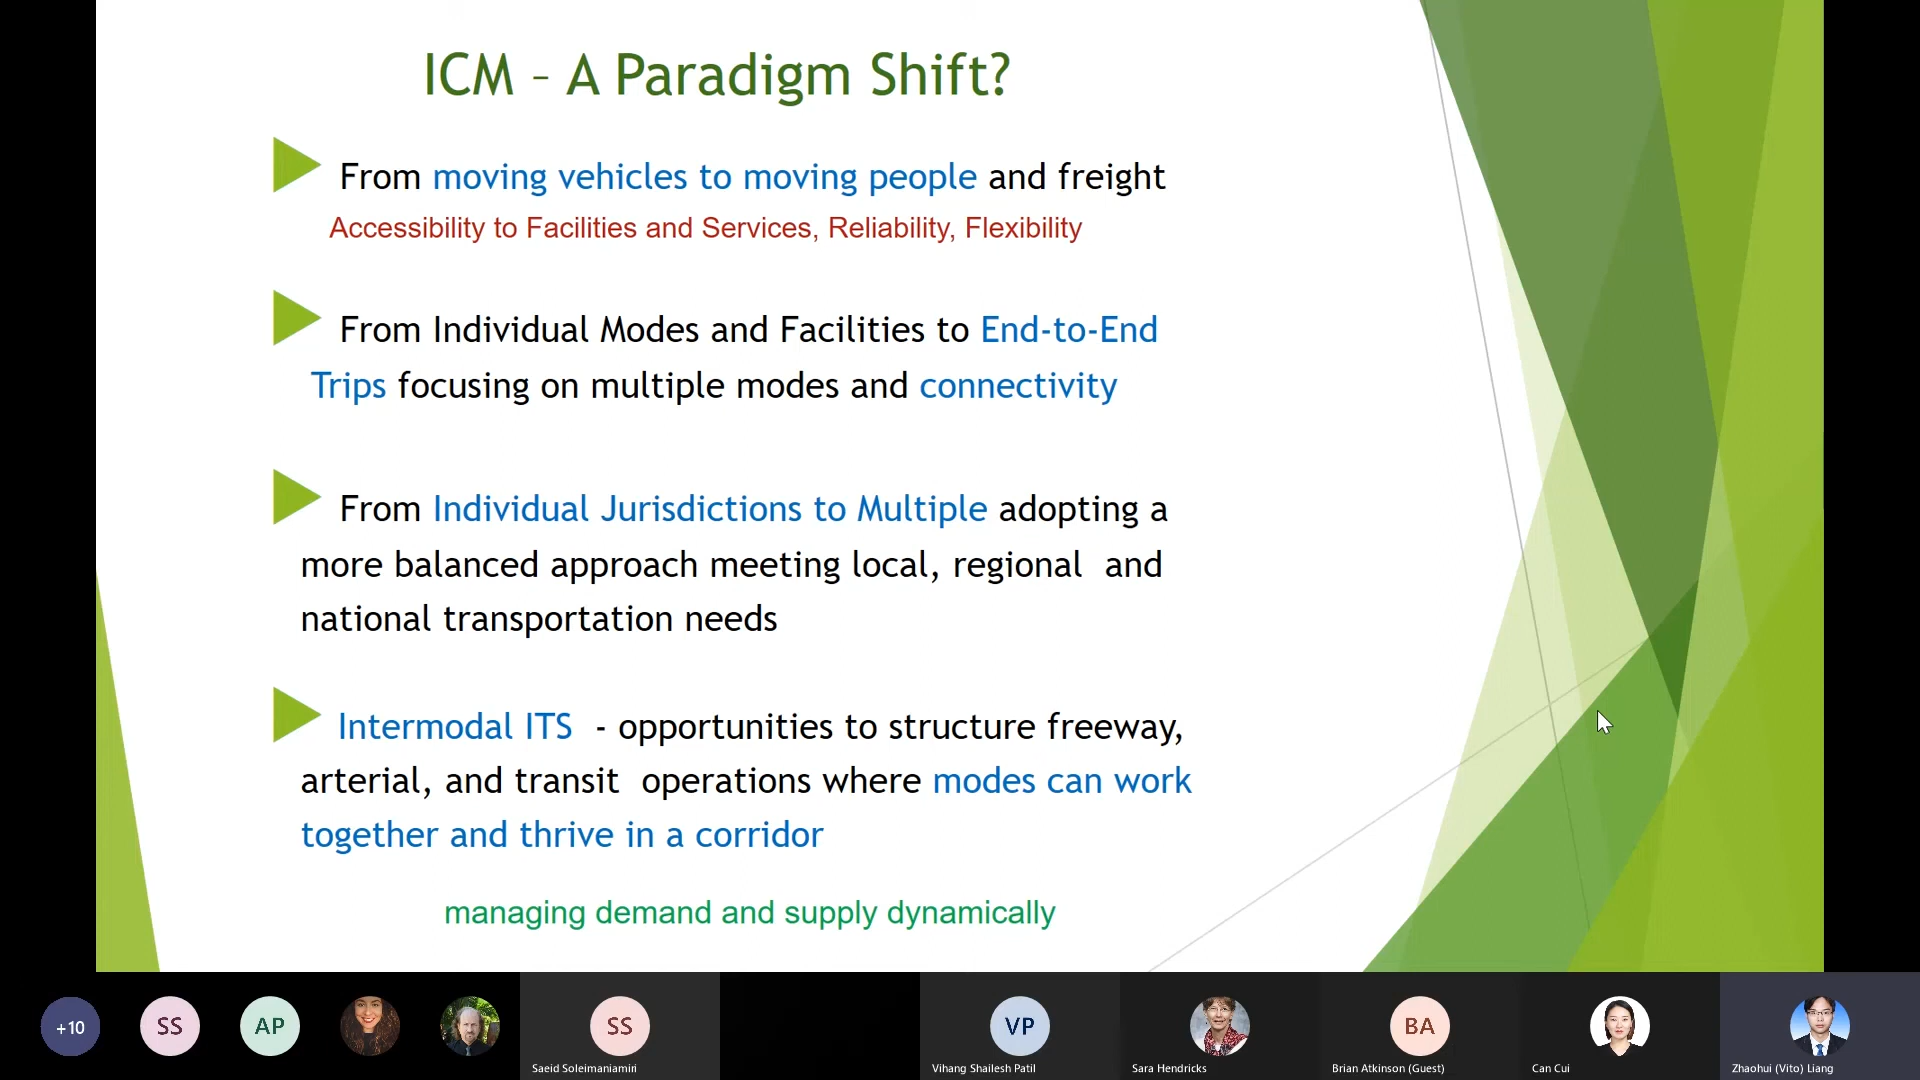 ICM – A Paradigm Shift?
From moving vehicles to moving people and freight
Accessibility to Facilities and Services, Reliability, Flexibility
From Individual Modes and Facilities to End-to-End
Trips focusing on multiple modes and connectivity
From Individual Jurisdictions to Multiple adopting a
more balanced approach meeting local, regional and
national transportation needs
Intermodal ITS - opportunities to structure freeway,
arterial, and transit operations where modes can work
together and thrive in a corridor
managing demand and supply dynamically
+10
SS
AP
SS
VP
BA
Saeid Soleimaniamiri
Vihang Shailesh Patil
Sara Hendricks
Brian Atkinson (Guest)
Can Cui
Zhaohui (Vito) Liang